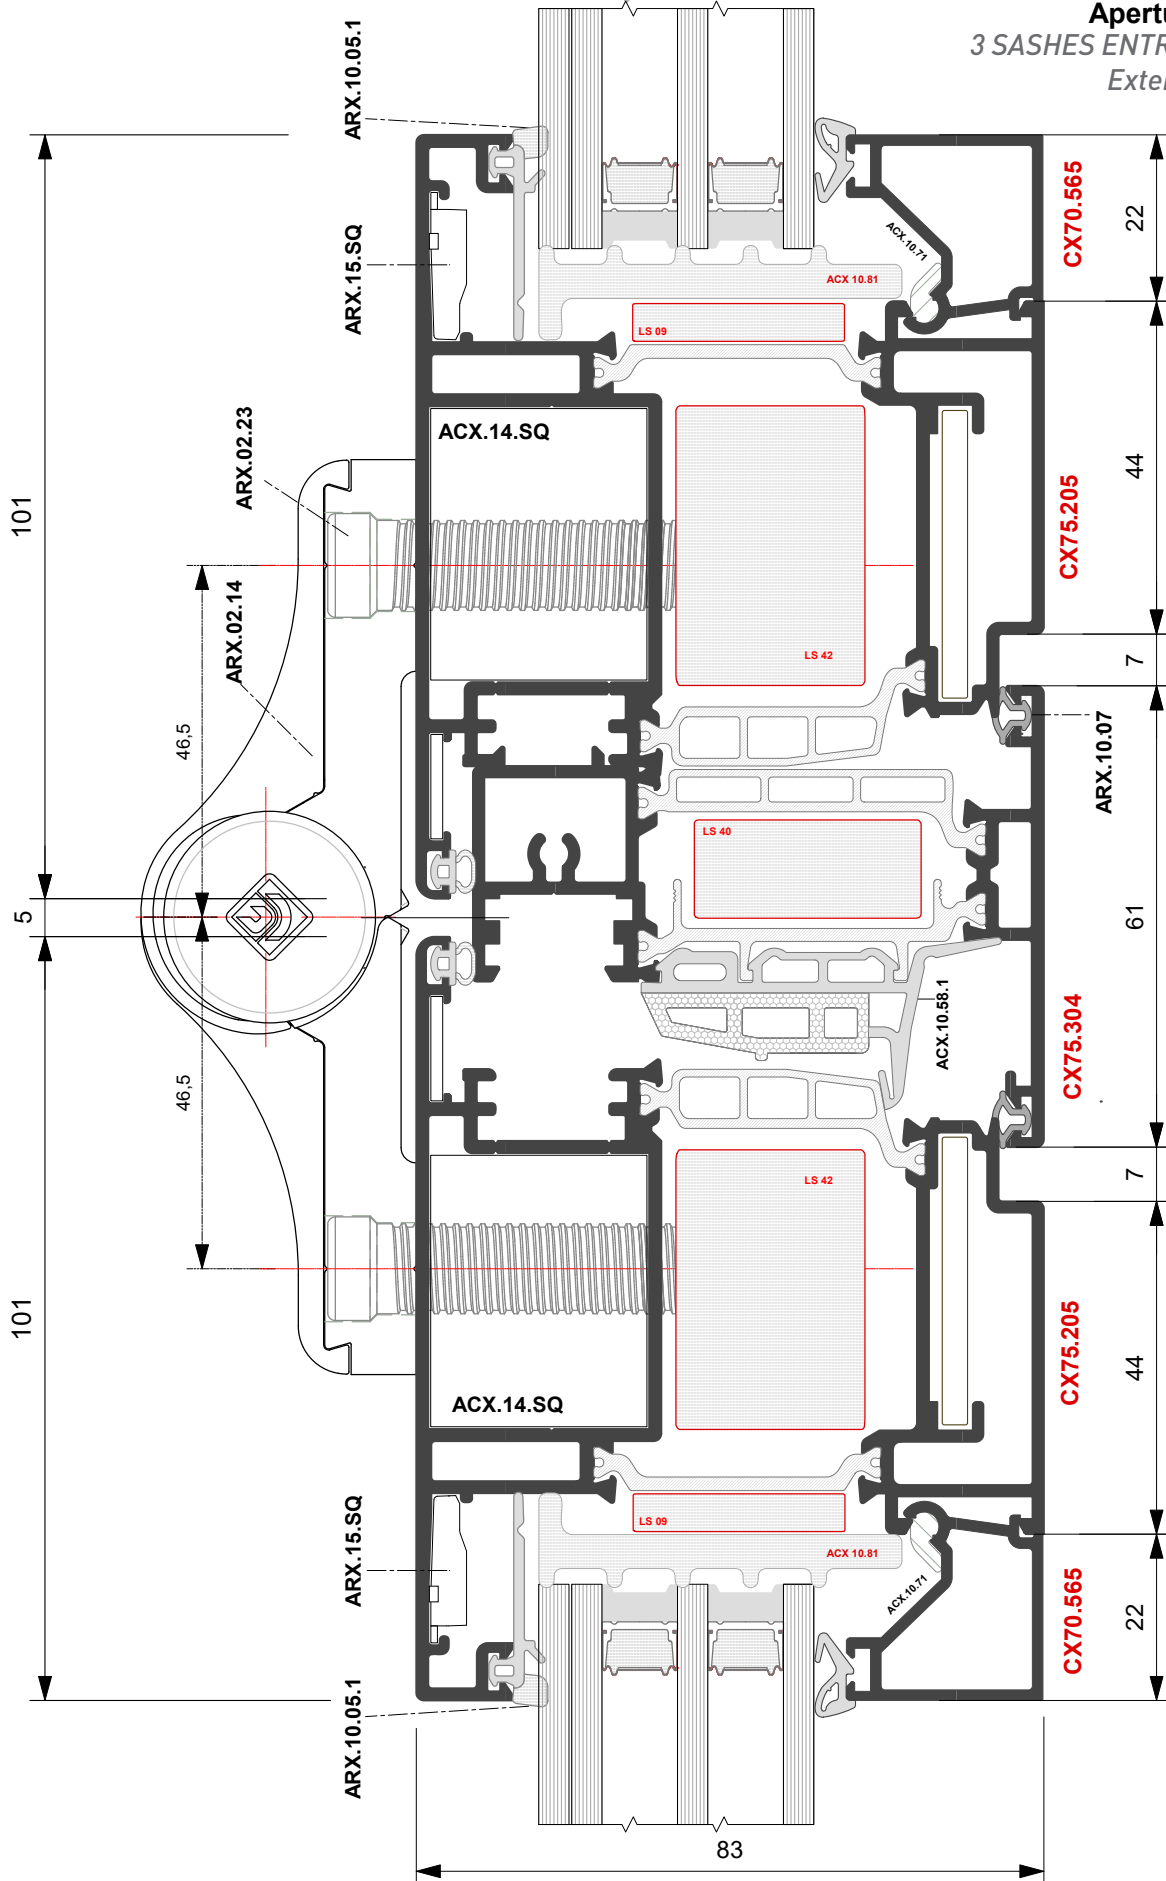 Apertu
3 SASHES ENTR
Exter
ARX.10.05.1
ARX.15.SQ
ARX.02.23
ARX.02.14
101
46,5
5
46,5
101
ACX.10.71
ACX 10.81
LS 09
ACX.14.SQ
LS 42
LS 40
ACX.10.58.1
LS 42
ACX.14.SQ
LS 09
ACX 10.81
ACX.10.71
ARX.15.SQ
ARX.10.05.1
CX70.565
22
CX75.205
44
7
ARX.10.07
61
CX75.304
7
CX75.205
44
CX70.565
22
83